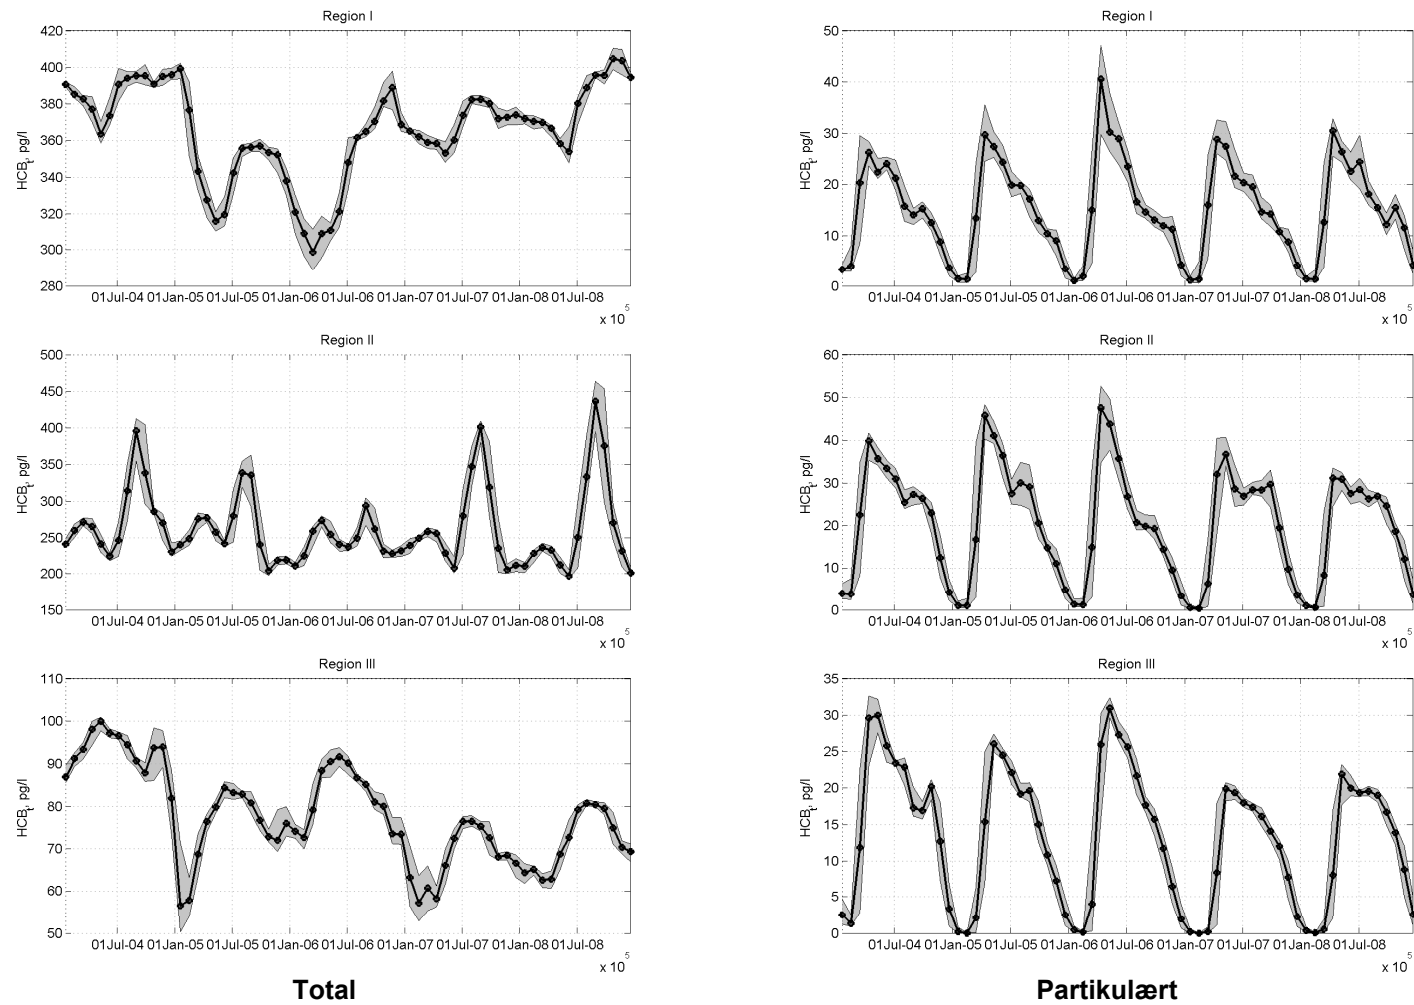 Region I
420
400
380
360
340
320
300
280
HCBt, pg/l
01Jul-04 01Jan-05 01Jul-05 01Jan-06 01Jul-06 01Jan-07 01Jul-07 01Jan-08 01Jul-08
x 10^5
Region I
50
40
30
20
10
0
HCBt, pg/l
01Jul-04 01Jan-05 01Jul-05 01Jan-06 01Jul-06 01Jan-07 01Jul-07 01Jan-08 01Jul-08
x 10^5
Region II
500
450
400
350
300
250
200
150
HCBt, pg/l
01Jul-04 01Jan-05 01Jul-05 01Jan-06 01Jul-06 01Jan-07 01Jul-07 01Jan-08 01Jul-08
x 10^5
Region II
60
50
40
30
20
10
0
HCBt, pg/l
01Jul-04 01Jan-05 01Jul-05 01Jan-06 01Jul-06 01Jan-07 01Jul-07 01Jan-08 01Jul-08
x 10^5
Region III
110
100
90
80
70
60
50
HCBt, pg/l
01Jul-04 01Jan-05 01Jul-05 01Jan-06 01Jul-06 01Jan-07 01Jul-07 01Jan-08 01Jul-08
x 10^5
Region III
35
30
25
20
15
10
5
0
HCBt, pg/l
01Jul-04 01Jan-05 01Jul-05 01Jan-06 01Jul-06 01Jan-07 01Jul-07 01Jan-08 01Jul-08
x 10^5
Total
Partikulært